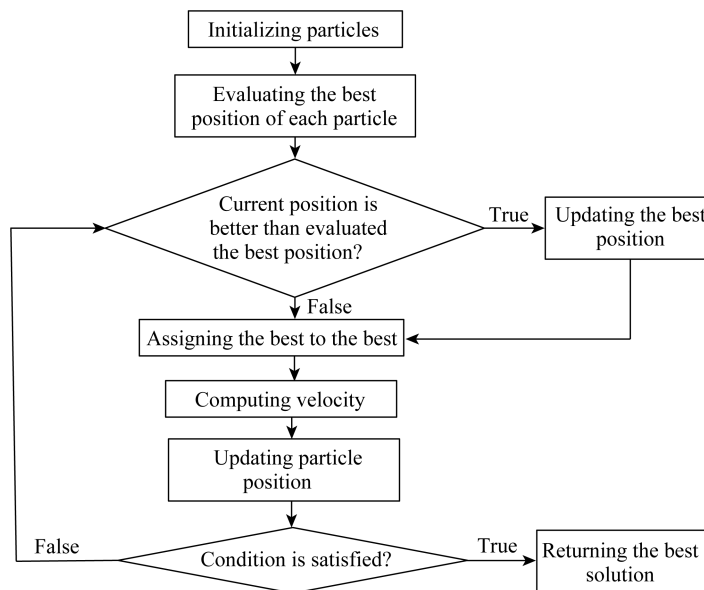 Initializing particles
Evaluating the best
position of each particle
Current position is
better than evaluated
the best position?
True
Updating the best
position
False
Assigning the best to the best
Computing velocity
Updating particle
position
False
Condition is satisfied?
True
Returning the best
solution